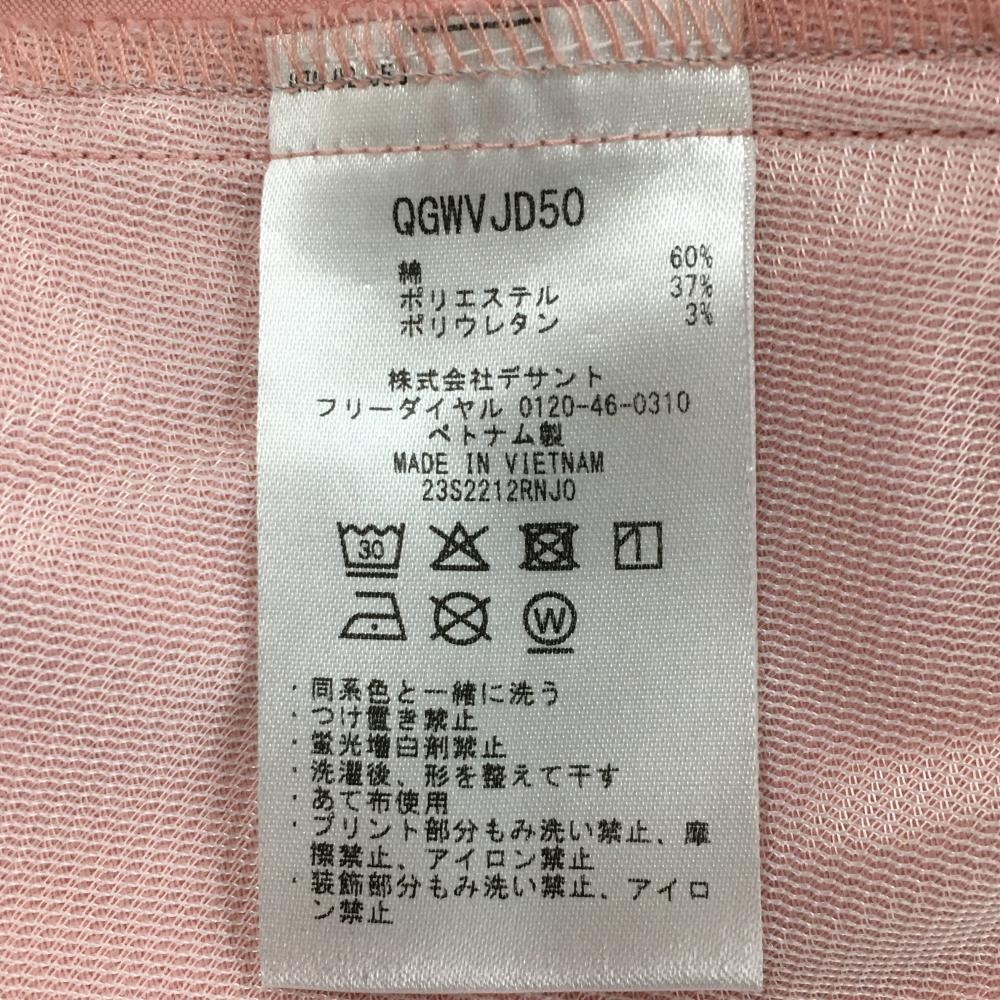 QGWVJD50
綿 60%
ポリエステル 37%
ポリウレタン 3%
株式会社デサント
フリーダイヤル 0120-46-0310
ベトナム製
MADE IN VIETNAM
23S2212RNJO
30
W
・同系色と一緒に洗う
・つけ置き禁止
・蛍光増白剤禁止
・洗濯後、形を整えて干す
・あて布使用
・プリント部分もみ洗い禁止、摩
擦禁止、アイロン禁止
・装飾部分もみ洗い禁止、アイロ
ン禁止